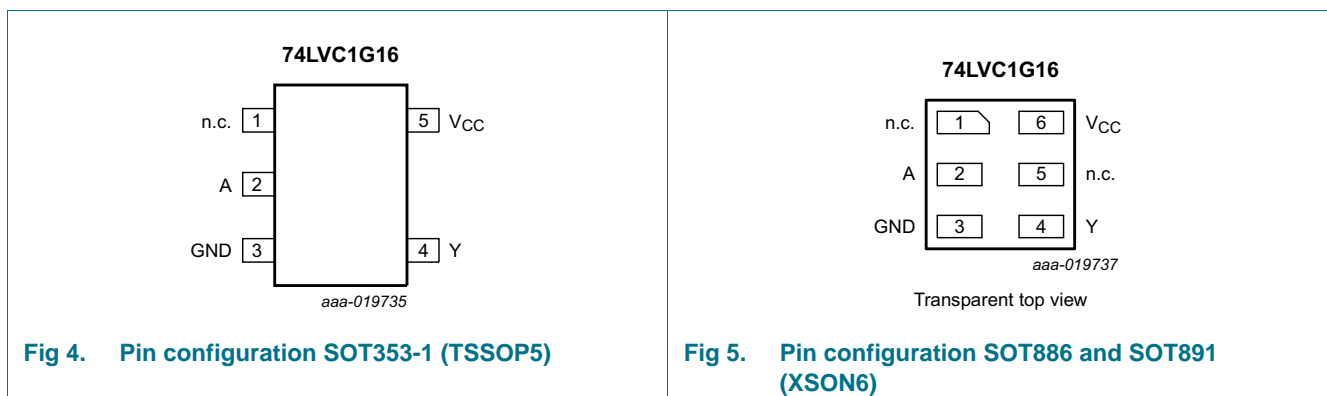 74LVC1G16
n.c. 1
5 VCC
A 2
GND 3
4 Y
aaa-019735
Fig 4. Pin configuration SOT353-1 (TSSOP5)
74LVC1G16
n.c. 1 6 VCC
A 2 5 n.c.
GND 3 4 Y
aaa-019737
Transparent top view
Fig 5. Pin configuration SOT886 and SOT891
(XSON6)